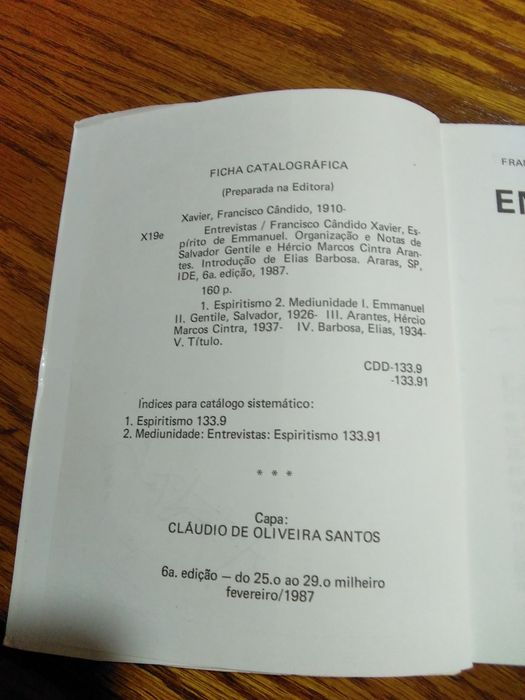 FICHA CATALOGRÁFICA
(Preparada na Editora)
Xavier, Francisco Cândido, 1910-
X19e
Entrevistas / Francisco Cândido Xavier, Es-
pírito de Emmanuel. Organização e Notas de
Salvador Gentile e Hércio Marcos Cintra Aran-
tes. Introdução de Elias Barbosa. Araras, SP,
IDE, 6a. edição, 1987.
160 p.
1. Espiritismo 2. Mediunidade I. Emmanuel
II. Gentile, Salvador, 1926- III. Arantes, Hércio
Marcos Cintra, 1937- IV. Barbosa, Elias, 1934-
V. Título.
CDD-133.9
-133.91
Índices para catálogo sistemático:
1. Espiritismo 133.9
2. Mediunidade: Entrevistas: Espiritismo 133.91
* * *
Capa:
CLÁUDIO DE OLIVEIRA SANTOS
6a. edição — do 25.o ao 29.o milheiro
fevereiro/1987
FRAN